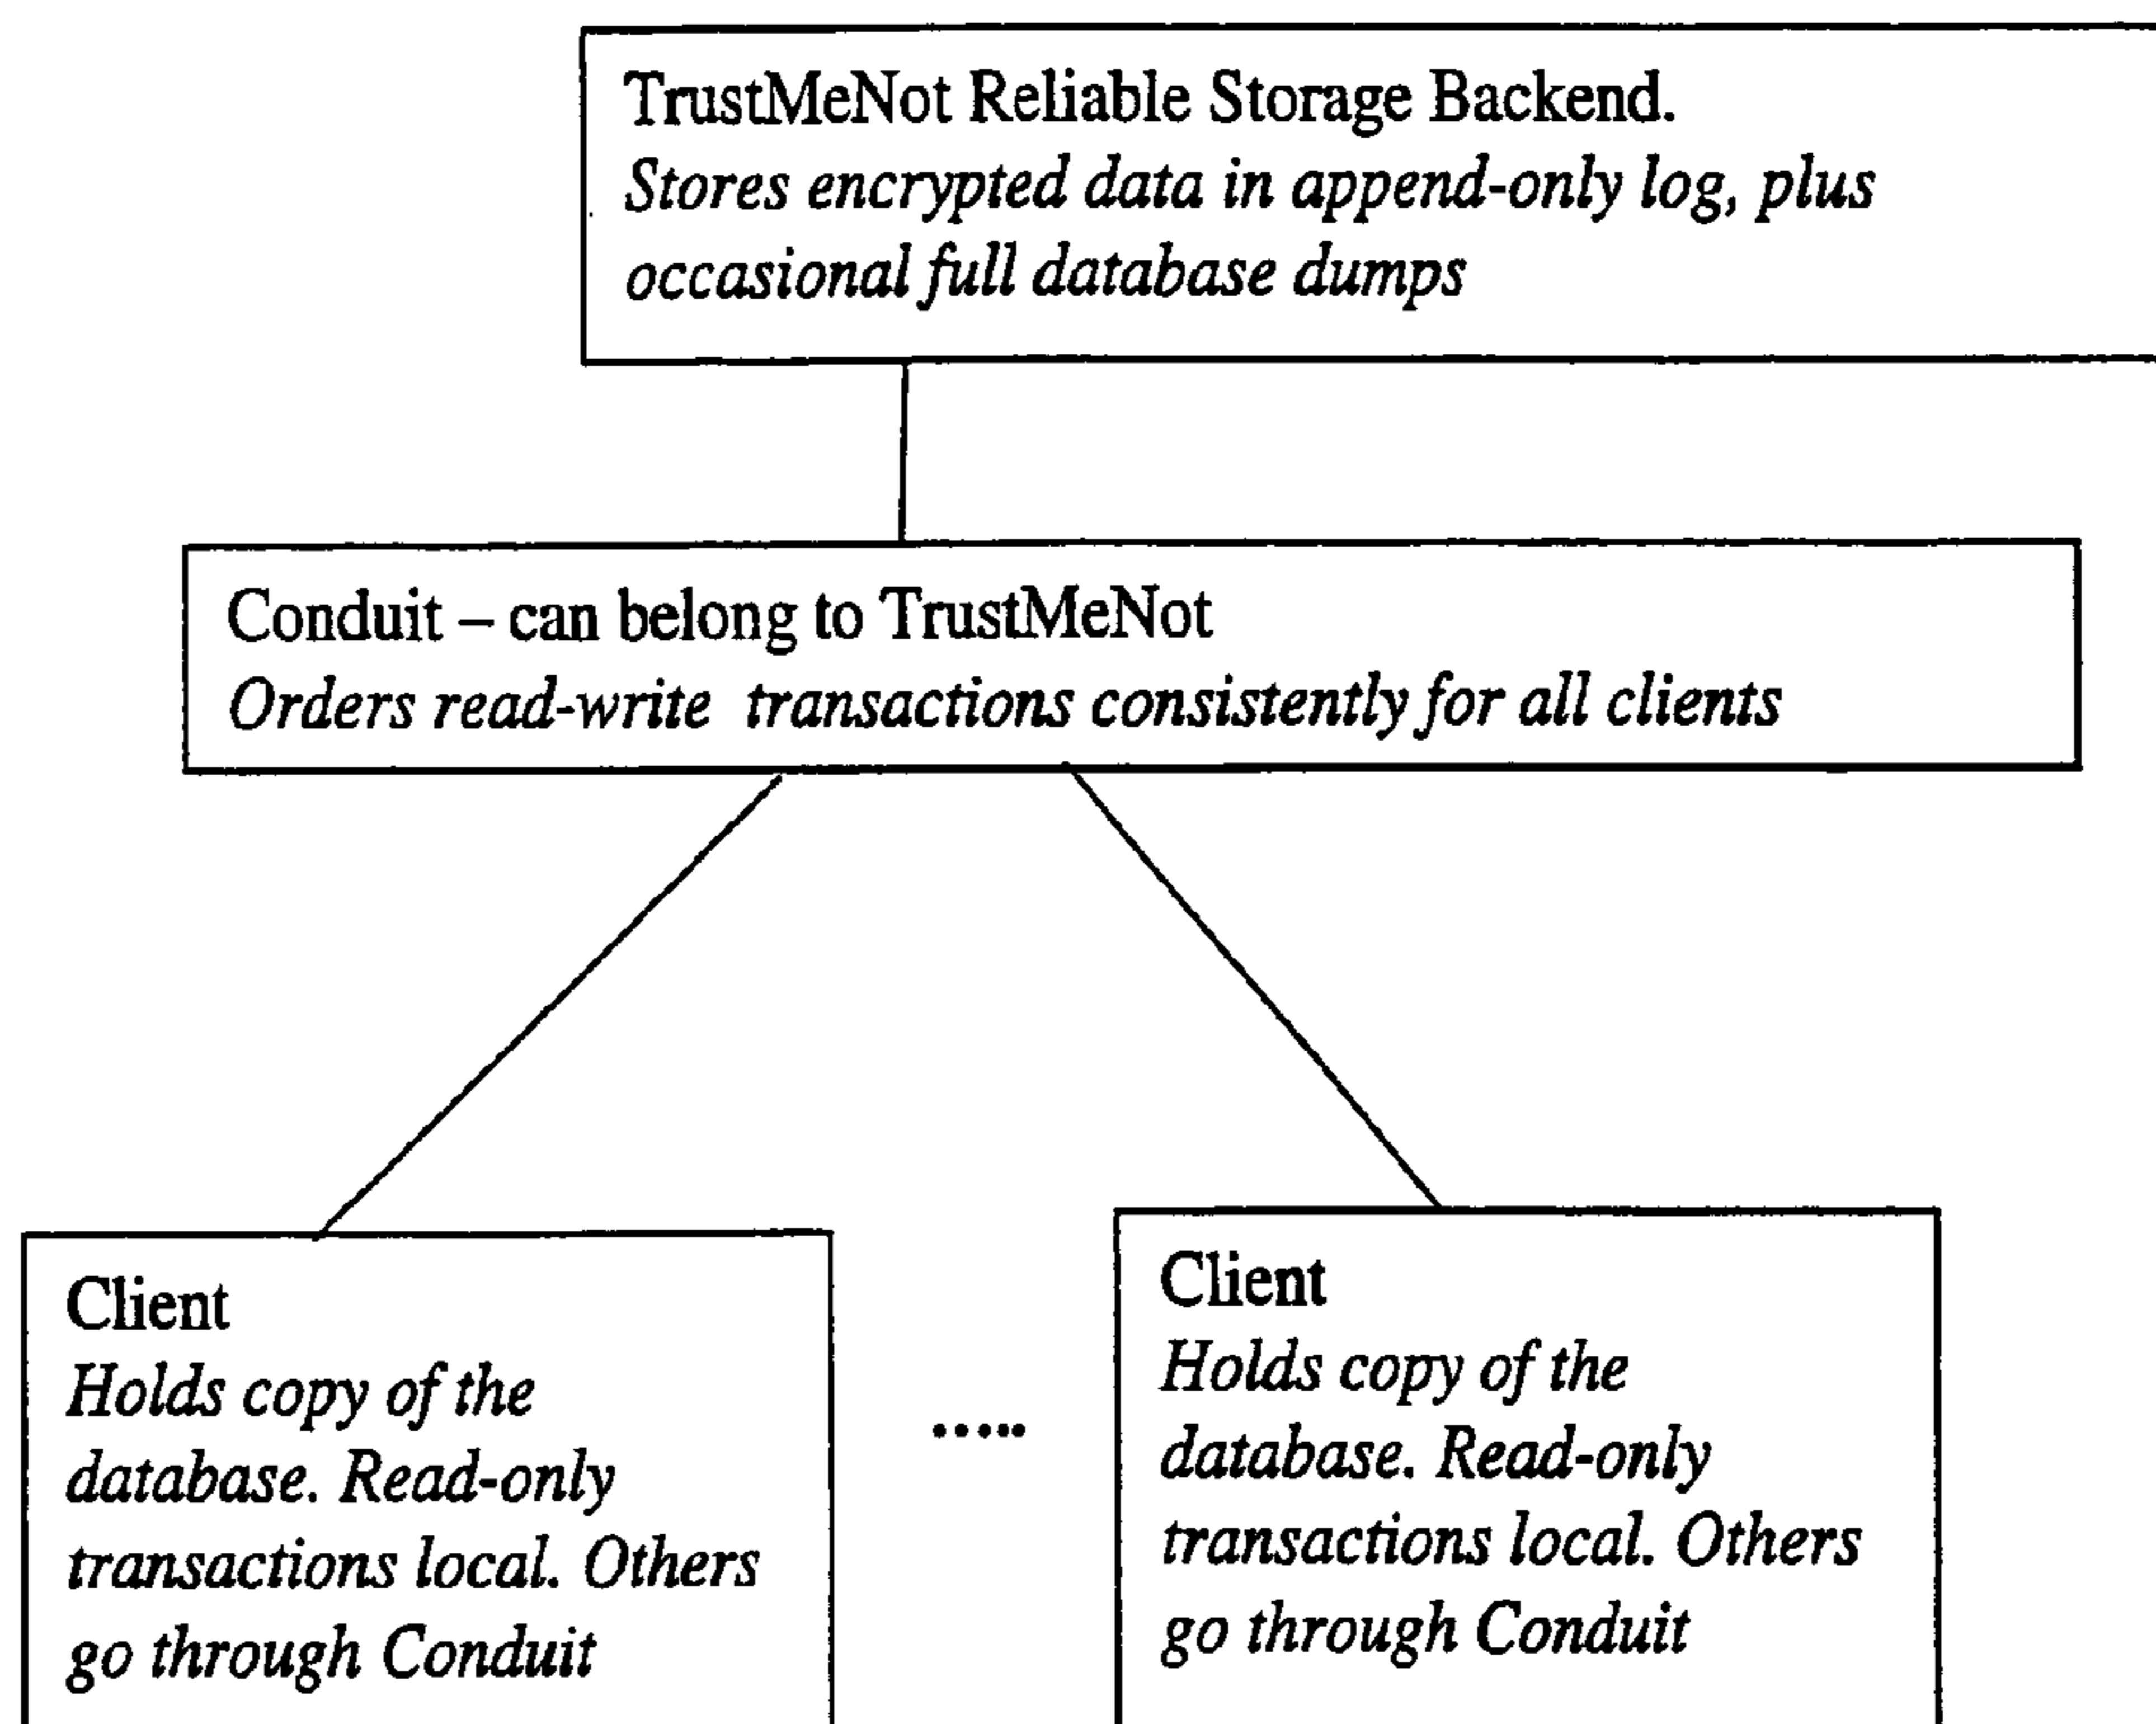 TrustMeNot Reliable Storage Backend.
Stores encrypted data in append-only log, plus
occasional full database dumps
Conduit – can belong to TrustMeNot
Orders read-write transactions consistently for all clients
Client
Holds copy of the
database. Read-only
transactions local. Others
go through Conduit
.....
Client
Holds copy of the
database. Read-only
transactions local. Others
go through Conduit